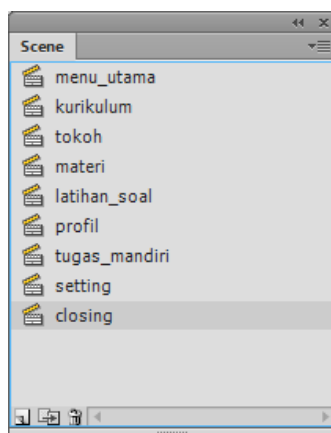 Scene
menu_utama
kurikulum
tokoh
materi
latihan_soal
profil
tugas_mandiri
setting
closing